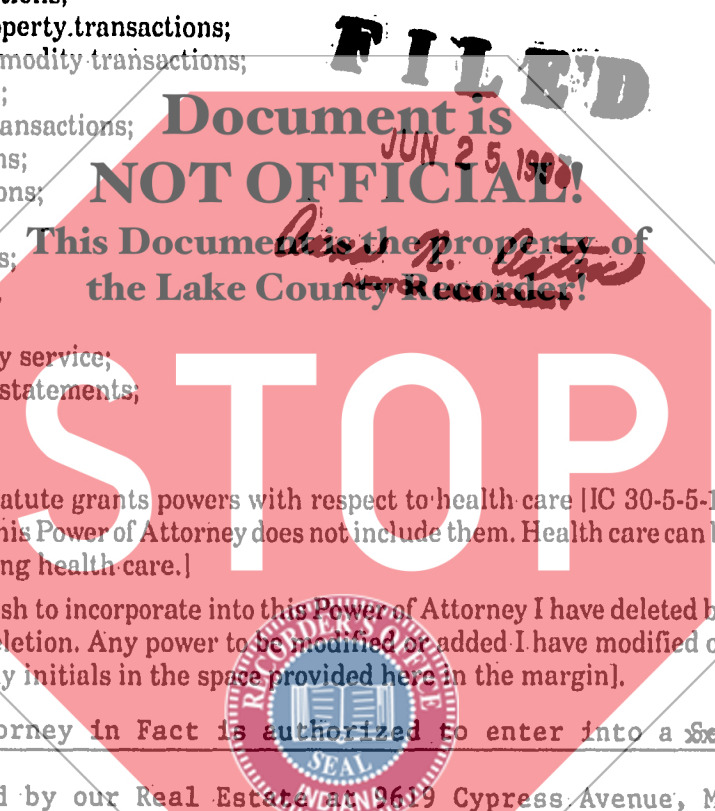 perty transactions;
modity transactions;
FILED
;
ansactions;
Document is
JUN 25 199
ns;
NOT OFFICIAL!
ons;
This Document is the property of
s;
the Lake County Recorder!
y service;
statements;
STOP
atute grants powers with respect to health care [IC 30-5-5-1
his Power of Attorney does not include them. Health care can b
ng health care.]
sh to incorporate into this Power of Attorney I have deleted b
eletion. Any power to be modified or added I have modified o
y initials in the space provided here in the margin].
RECORDER'S OFFICE
SEAL
INDIANA
orney in Fact is authorized to enter into a
d by our Real Estate at 9619 Cypress Avenue, M